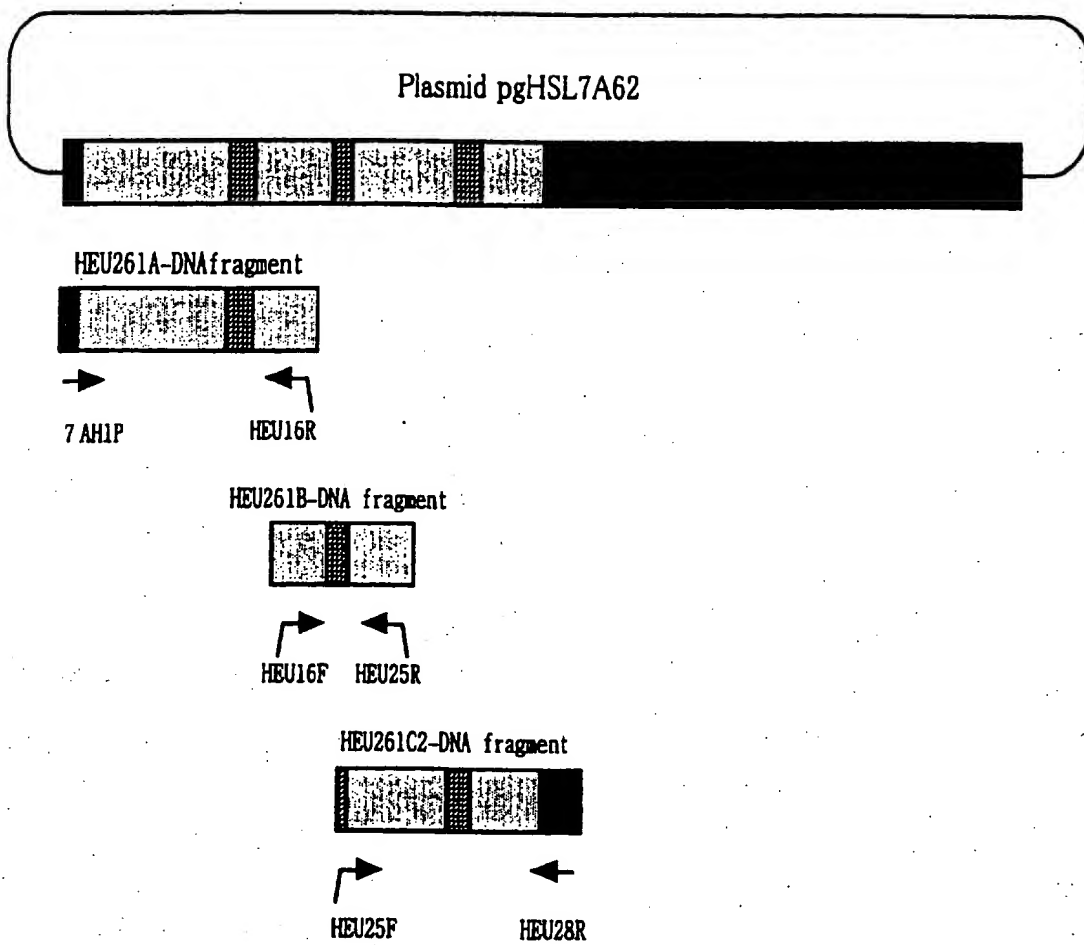 Plasmid pgHSL7A62
HEU261A-DNAfragment
7 AH1P HEU16R
HEU261B-DNA fragment
HEU16F HEU25R
HEU261C2-DNA fragment
HEU25F HEU28R